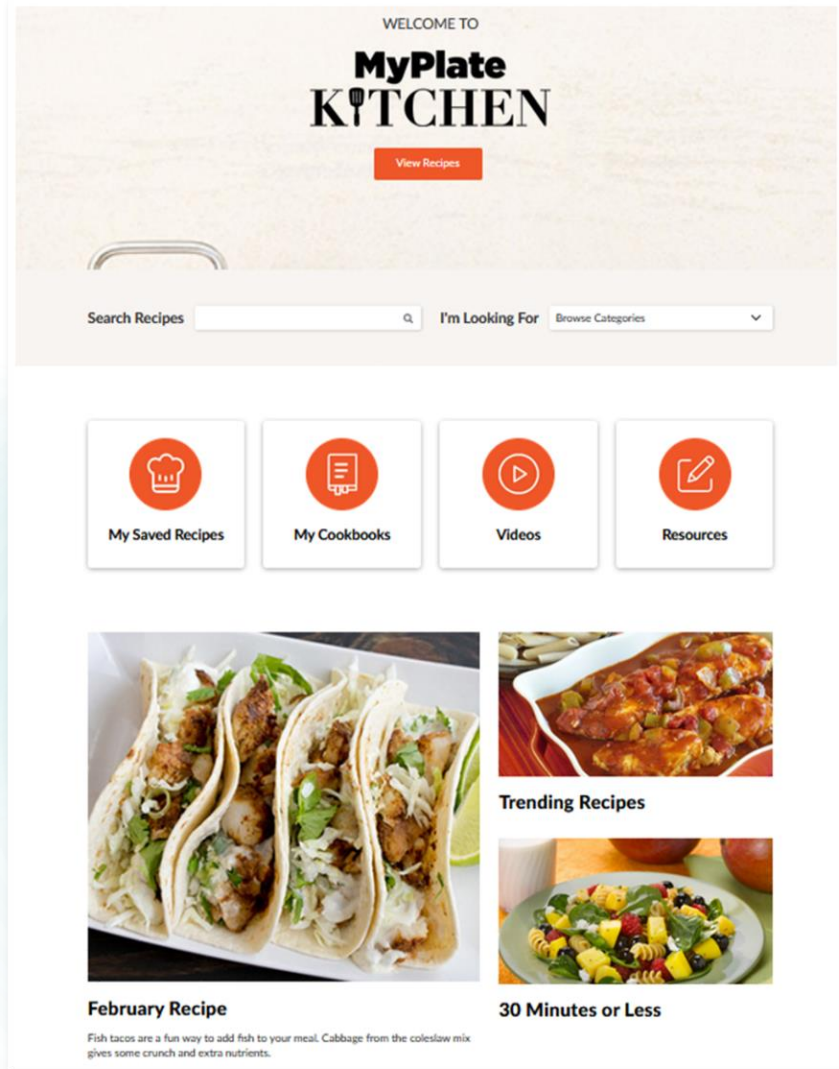 WELCOME TO
MyPlate
KITCHEN
View Recipes
Search Recipes
I'm Looking For
Browse Categories
My Saved Recipes
My Cookbooks
Videos
Resources
Trending Recipes
February Recipe
Fish tacos are a fun way to add fish to your meal. Cabbage from the coleslaw mix
gives some crunch and extra nutrients.
30 Minutes or Less